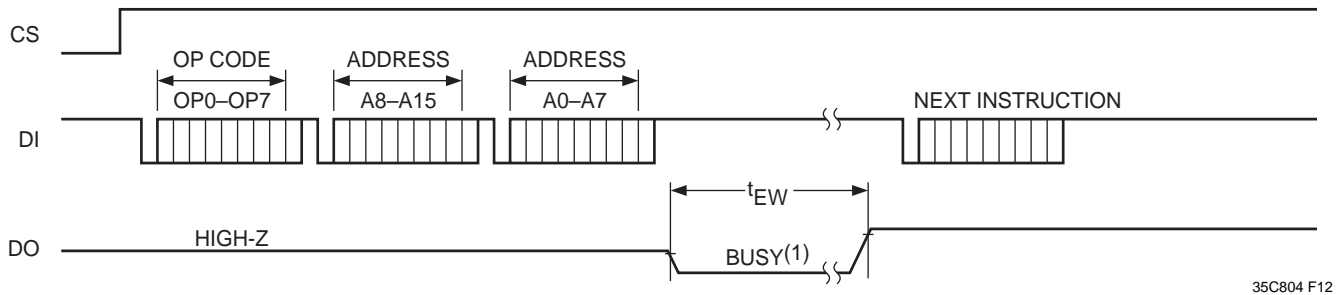 CS
OP CODE ADDRESS ADDRESS
OP0–OP7 A8–A15 A0–A7 NEXT INSTRUCTION
DI
tEW
HIGH-Z
DO
BUSY(1)
35C804 F12